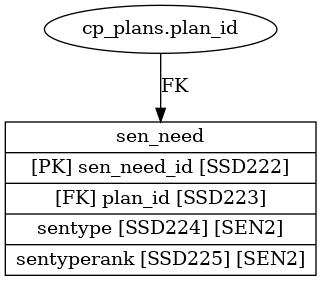 cp_plans.plan_id
FK
sen_need
[PK] sen_need_id [SSD222]
[FK] plan_id [SSD223]
sentype [SSD224] [SEN2]
sentyperank [SSD225] [SEN2]